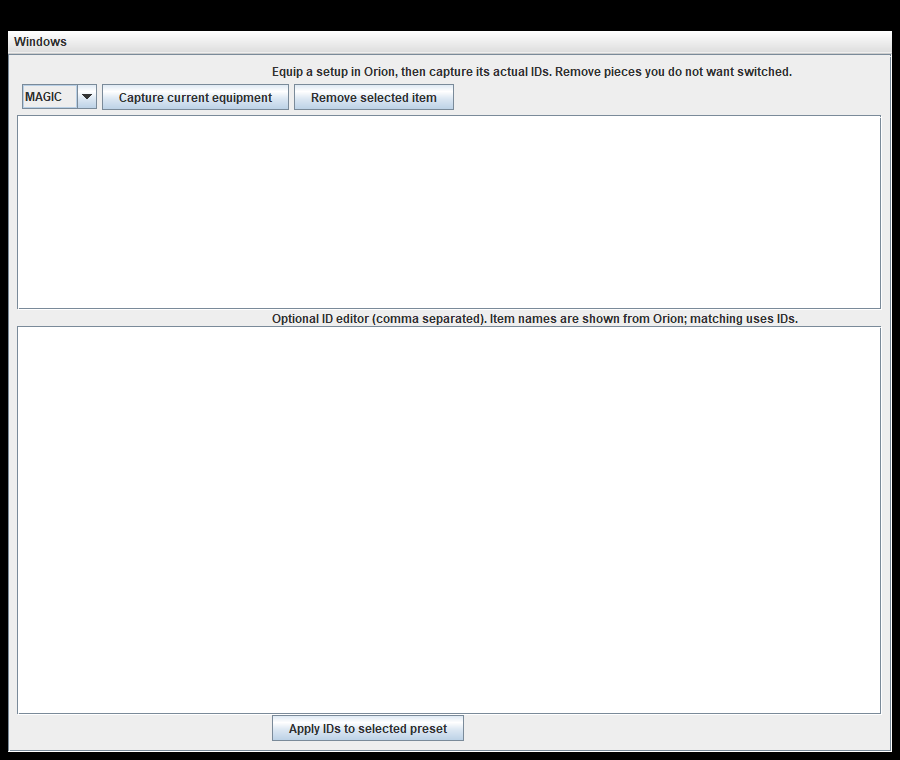 Windows
Equip a setup in Orion, then capture its actual IDs. Remove pieces you do not want switched.
MAGIC Capture current equipment Remove selected item
Optional ID editor (comma separated). Item names are shown from Orion; matching uses IDs.
Apply IDs to selected preset